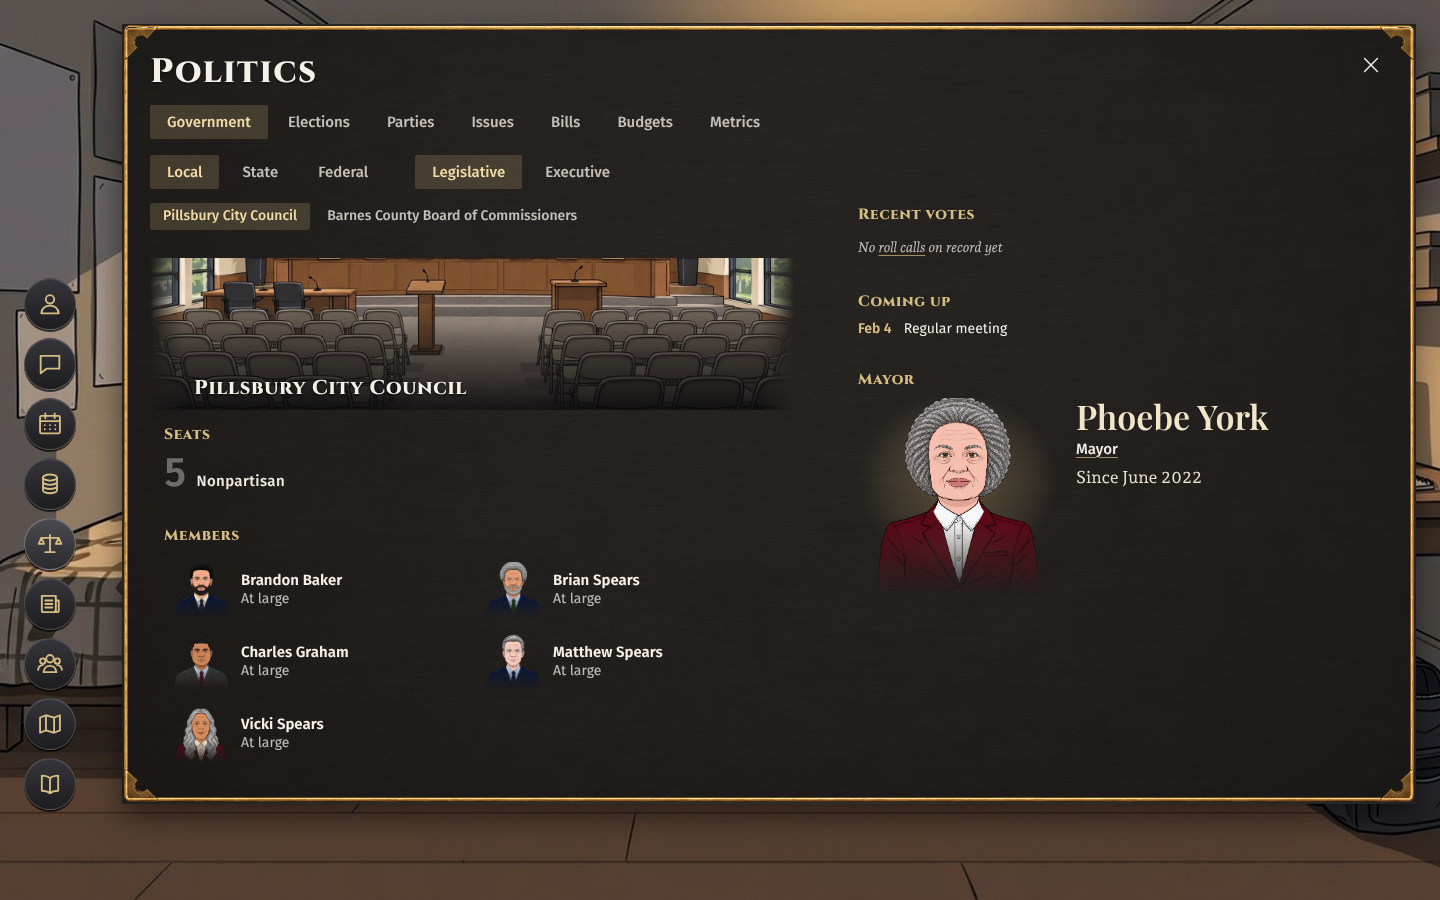 Politics
Government Elections Parties Issues Bills Budgets Metrics
Local State Federal Legislative Executive
Pillsbury City Council Barnes County Board of Commissioners
Pillsbury City Council
Seats
5 Nonpartisan
Members
Brandon Baker
At large
Brian Spears
At large
Charles Graham
At large
Matthew Spears
At large
Vicki Spears
At large
Recent votes
No roll calls on record yet
Coming up
Feb 4 Regular meeting
Mayor
Phoebe York
Mayor
Since June 2022